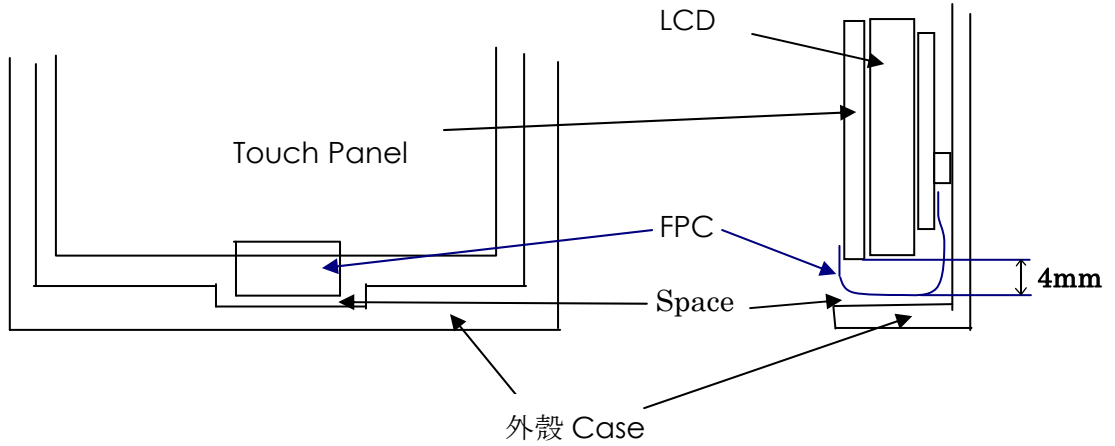 LCD
Touch Panel
FPC
4mm
Space
外殼 Case